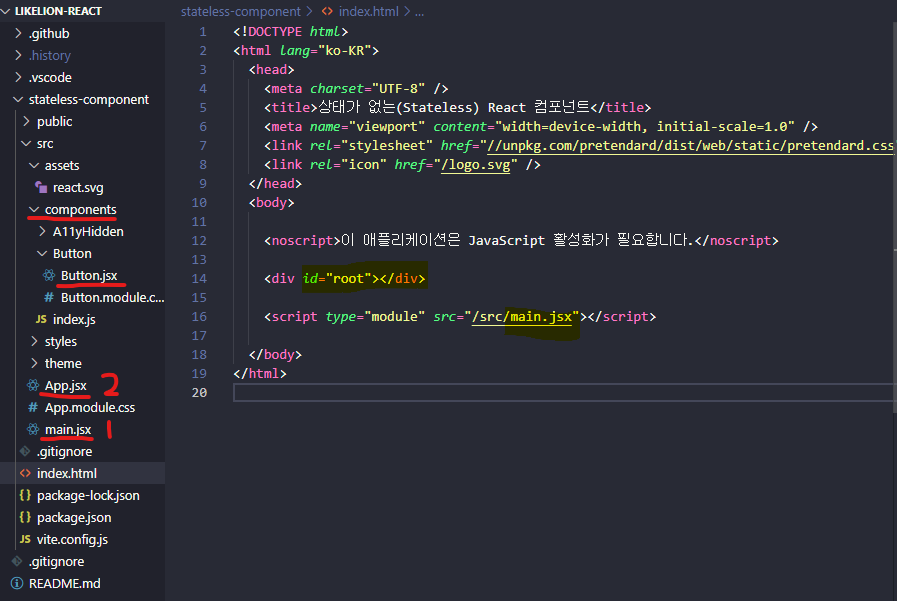 LIKELION-REACT
.github
.history
.vscode
stateless-component
public
src
assets
react.svg
components
A11yHidden
Button
Button.jsx
# Button.module.c...
JS index.js
styles
theme
App.jsx 2
# App.module.css
main.jsx 1
.gitignore
<> index.html
{} package-lock.json
{} package.json
JS vite.config.js
.gitignore
README.md
stateless-component > <> index.html > ...
1 <!DOCTYPE html>
2 <html lang="ko-KR">
3 <head>
4 <meta charset="UTF-8" />
5 <title>상태가 없는(Stateless) React 컴포넌트</title>
6 <meta name="viewport" content="width=device-width, initial-scale=1.0" />
7 <link rel="stylesheet" href="//unpkg.com/pretendard/dist/web/static/pretendard.css
8 <link rel="icon" href="/logo.svg" />
9 </head>
10 <body>
11
12 <noscript>이 애플리케이션은 JavaScript 활성화가 필요합니다.</noscript>
13
14 <div id="root"></div>
15
16 <script type="module" src="/src/main.jsx"></script>
17
18 </body>
19 </html>
20